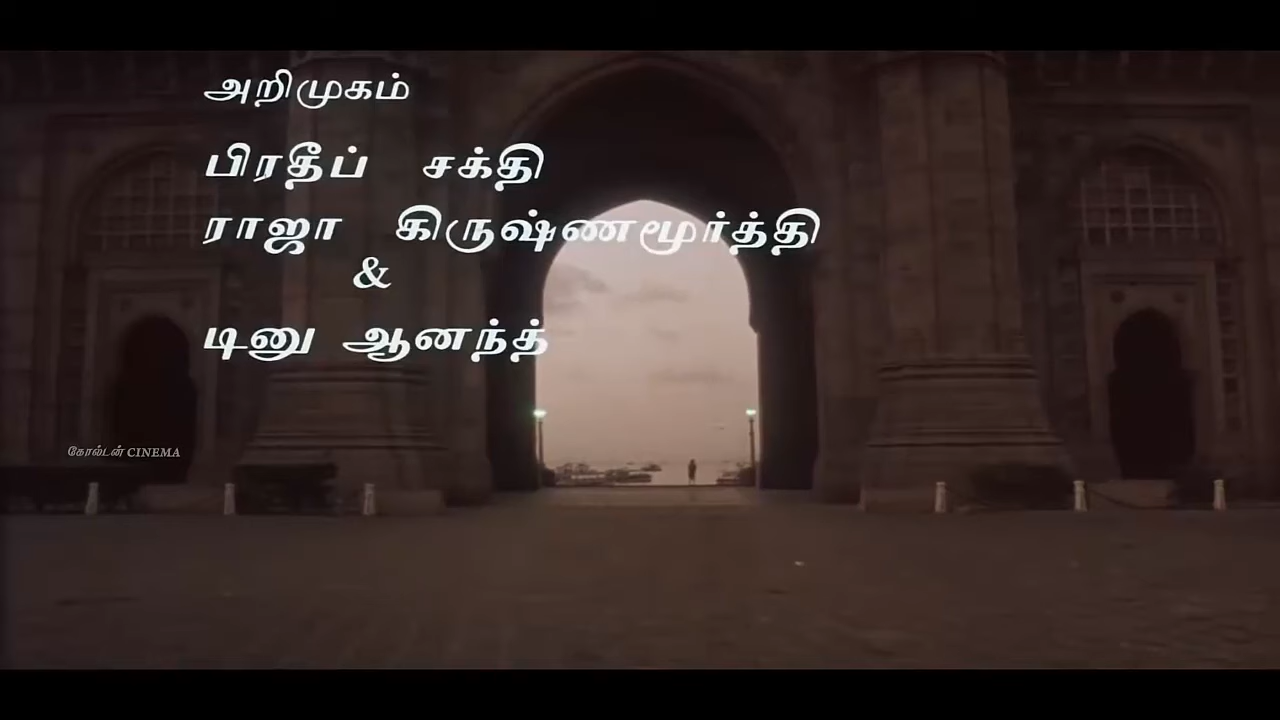 அறிமுகம்
பிரதீப் சக்தி
ராஜா கிருஷ்ணமூர்த்தி
&
டினு ஆனந்த்
கோல்டன் CINEMA